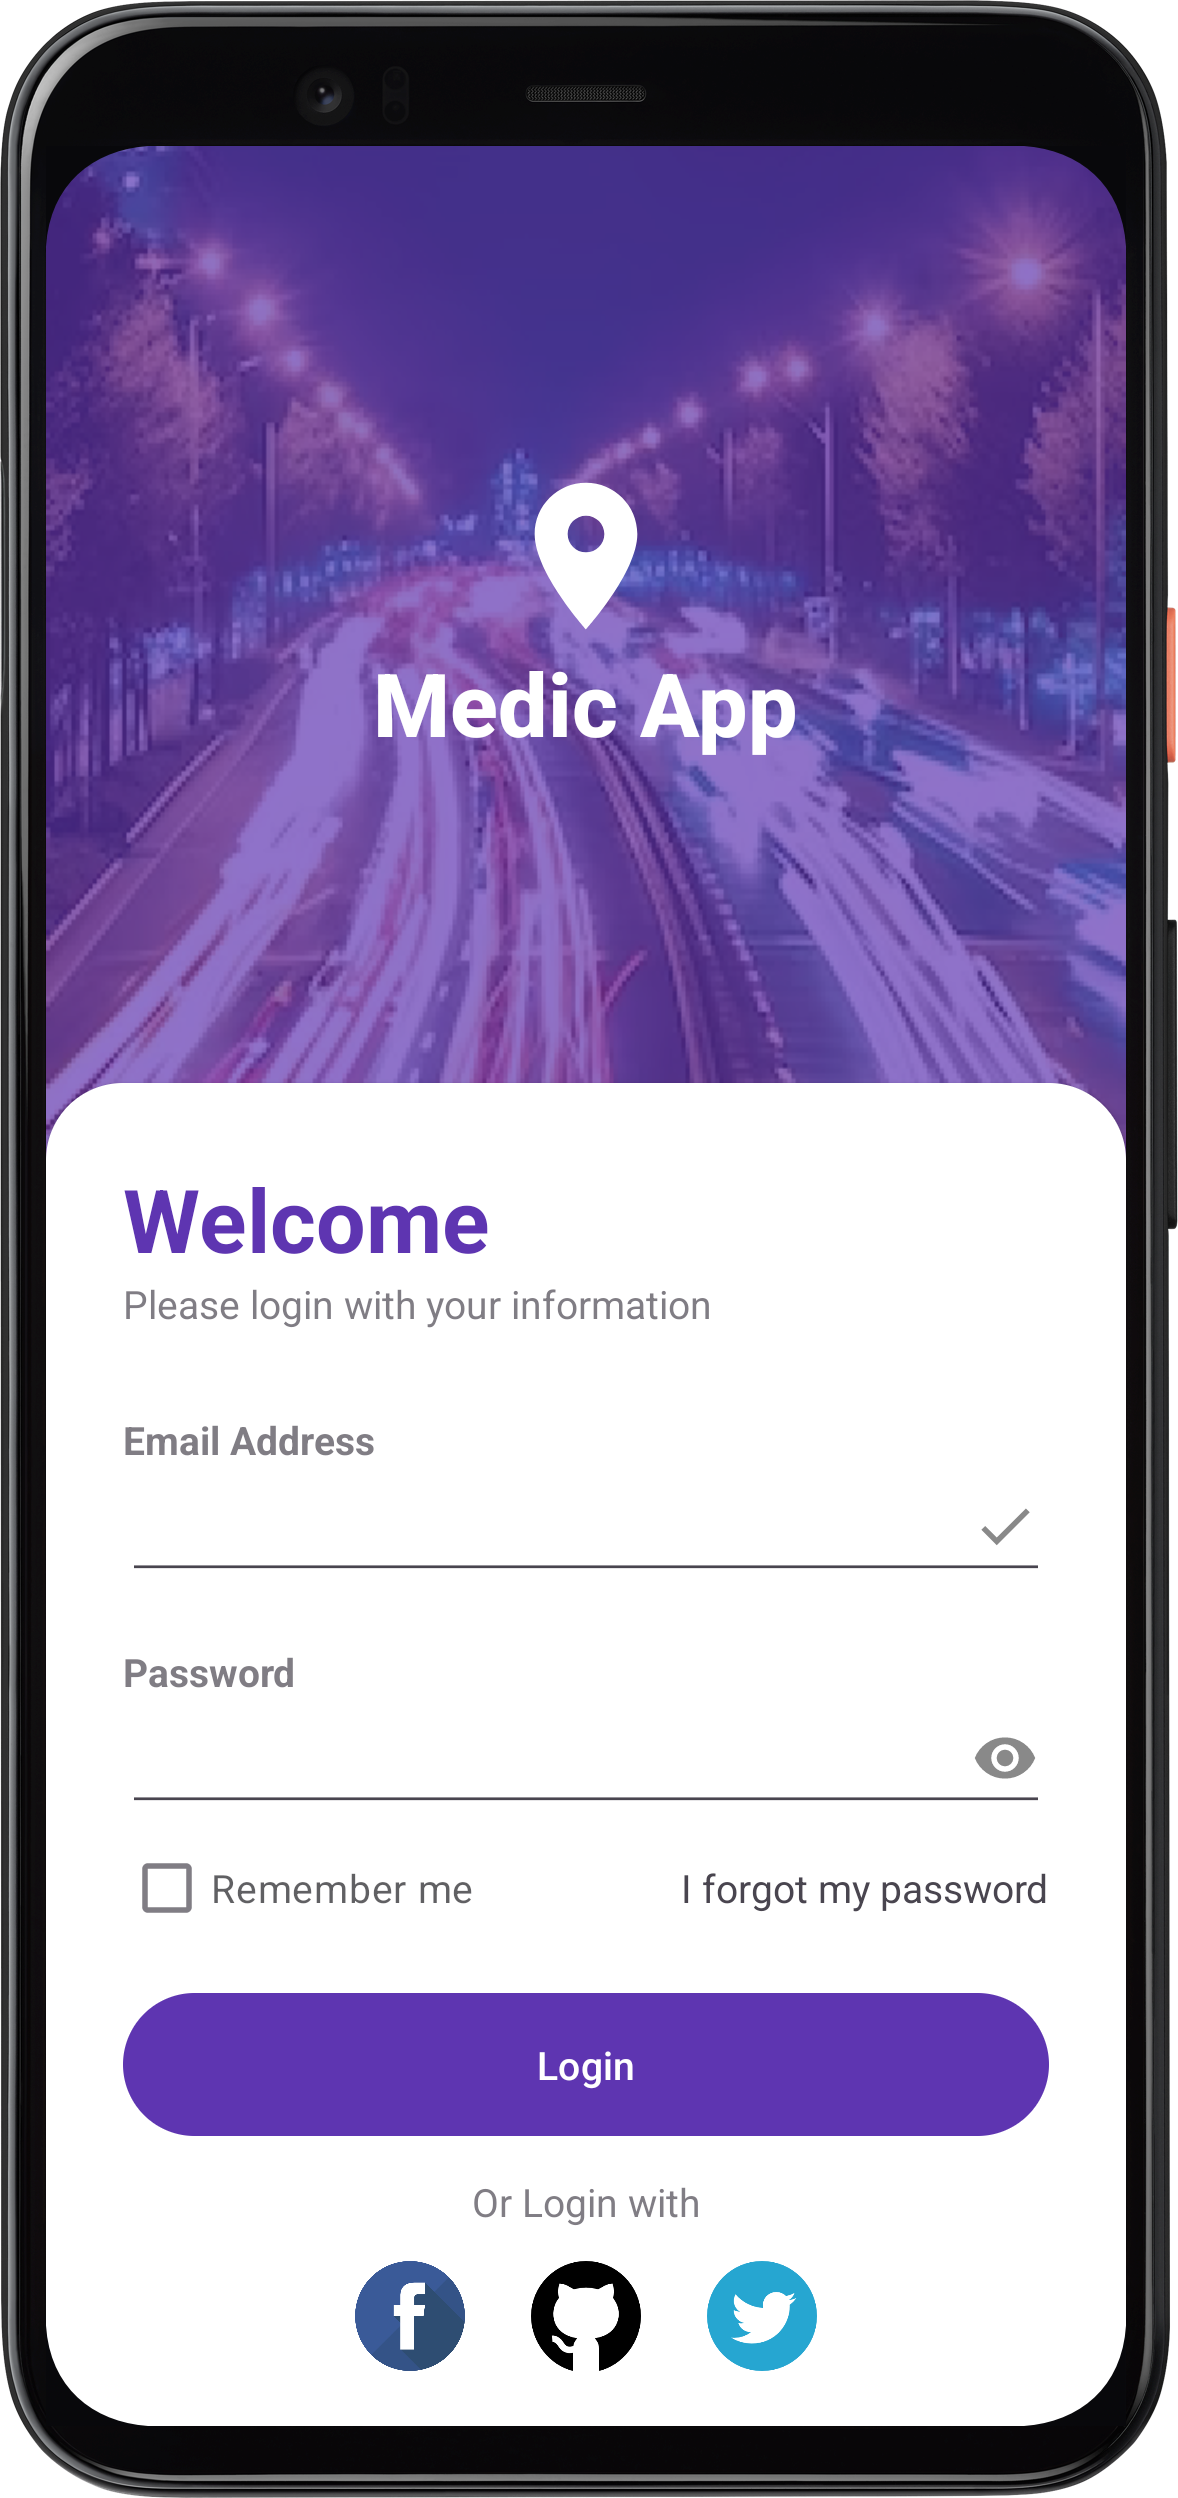 Medic App
Welcome
Please login with your information
Email Address
Password
Remember me
I forgot my password
Login
Or Login with